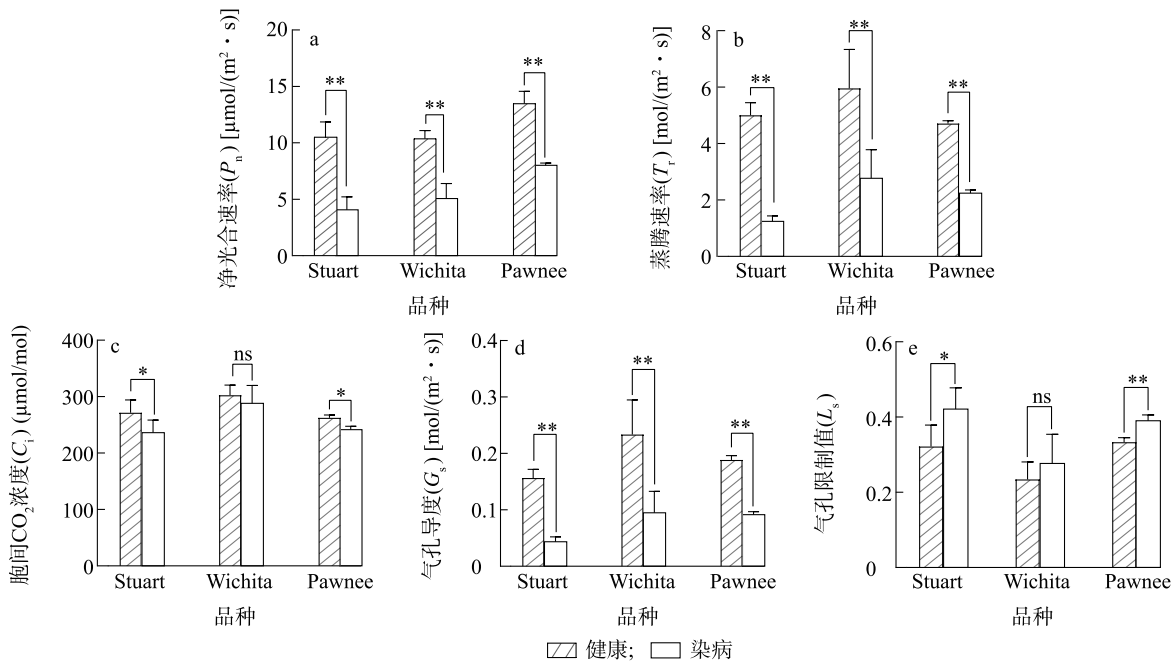 a
净光合速率(Pn) [μmol/(m²·s)]
20
15
10
5
0
**
**
**
Stuart
Wichita
Pawnee
品种
b
蒸腾速率(Tr) [mol/(m²·s)]
8
6
4
2
0
**
**
**
Stuart
Wichita
Pawnee
品种
c
胞间CO₂浓度(Ci) (μmol/mol)
400
300
200
100
0
*
ns
*
Stuart
Wichita
Pawnee
品种
d
气孔导度(Gs) [mol/(m²·s)]
0.4
0.3
0.2
0.1
0
**
**
**
Stuart
Wichita
Pawnee
品种
e
气孔限制值(Ls)
0.6
0.4
0.2
0
*
ns
**
Stuart
Wichita
Pawnee
品种
健康; 染病